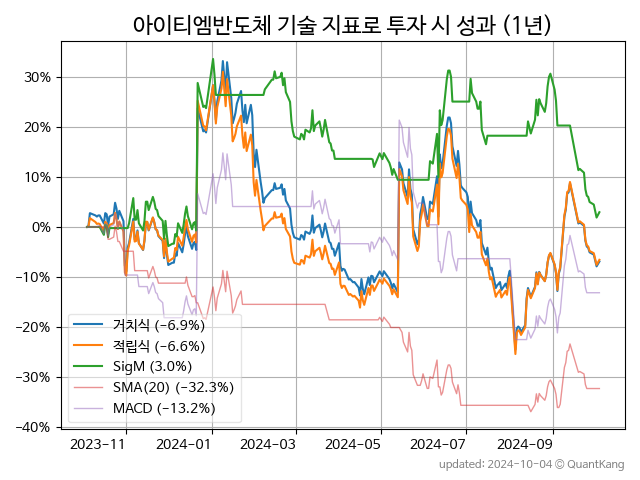 아이티엠반도체 기술 지표로 투자 시 성과 (1년)
30%
20%
10%
0%
−10%
−20%
−30%
−40%
거치식 (−6.9%)
적립식 (−6.6%)
SigM (3.0%)
SMA(20) (−32.3%)
MACD (−13.2%)
2023-11 2024-01 2024-03 2024-05 2024-07 2024-09
updated: 2024-10-04 © QuantKang